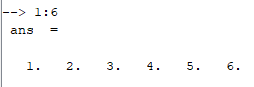 --> 1:6
ans  =
1.   2.   3.   4.   5.   6.